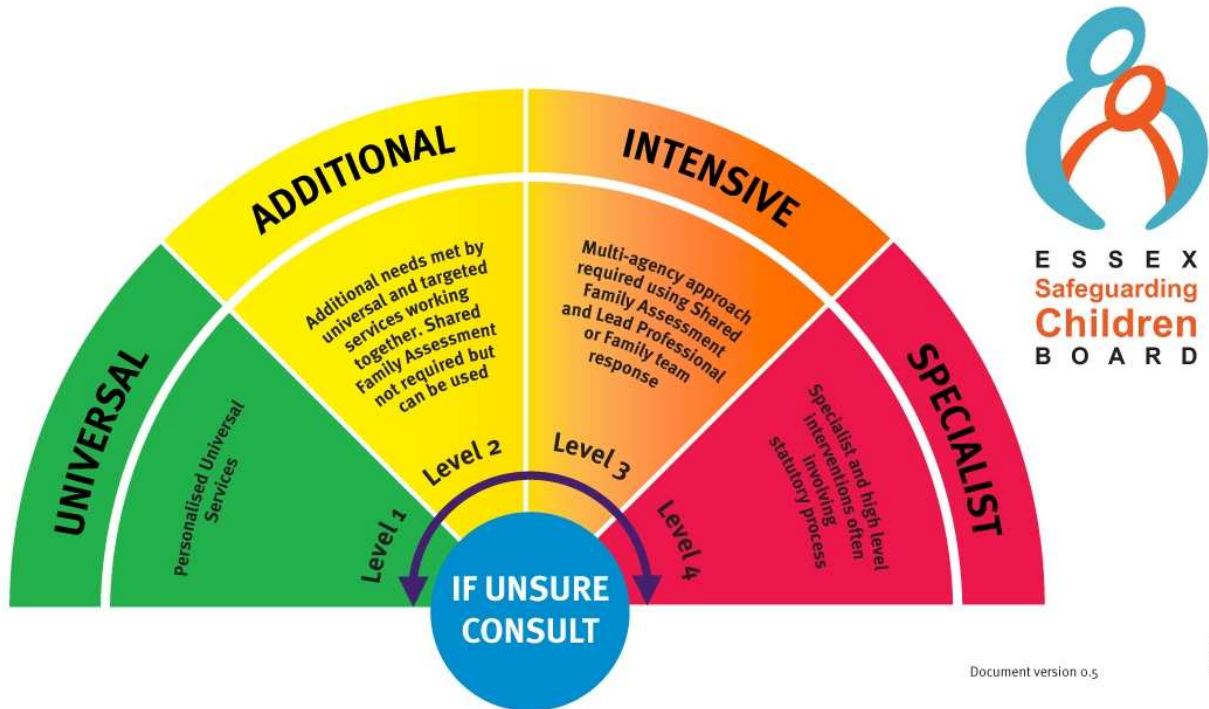 UNIVERSAL
Personalised Universal
Services
Level 1
ADDITIONAL
Additional needs met by
universal and targeted
services working
together. Shared
Family Assessment
not required but
can be used
Level 2
INTENSIVE
Multi-agency approach
required using Shared
Family Assessment
and Lead Professional
or Family team
response
Level 3
SPECIALIST
Specialist and high level
interventions often
involving
statutory process
Level 4
IF UNSURE
CONSULT
ESSEX
Safeguarding
Children
BOARD
Document version 0.5